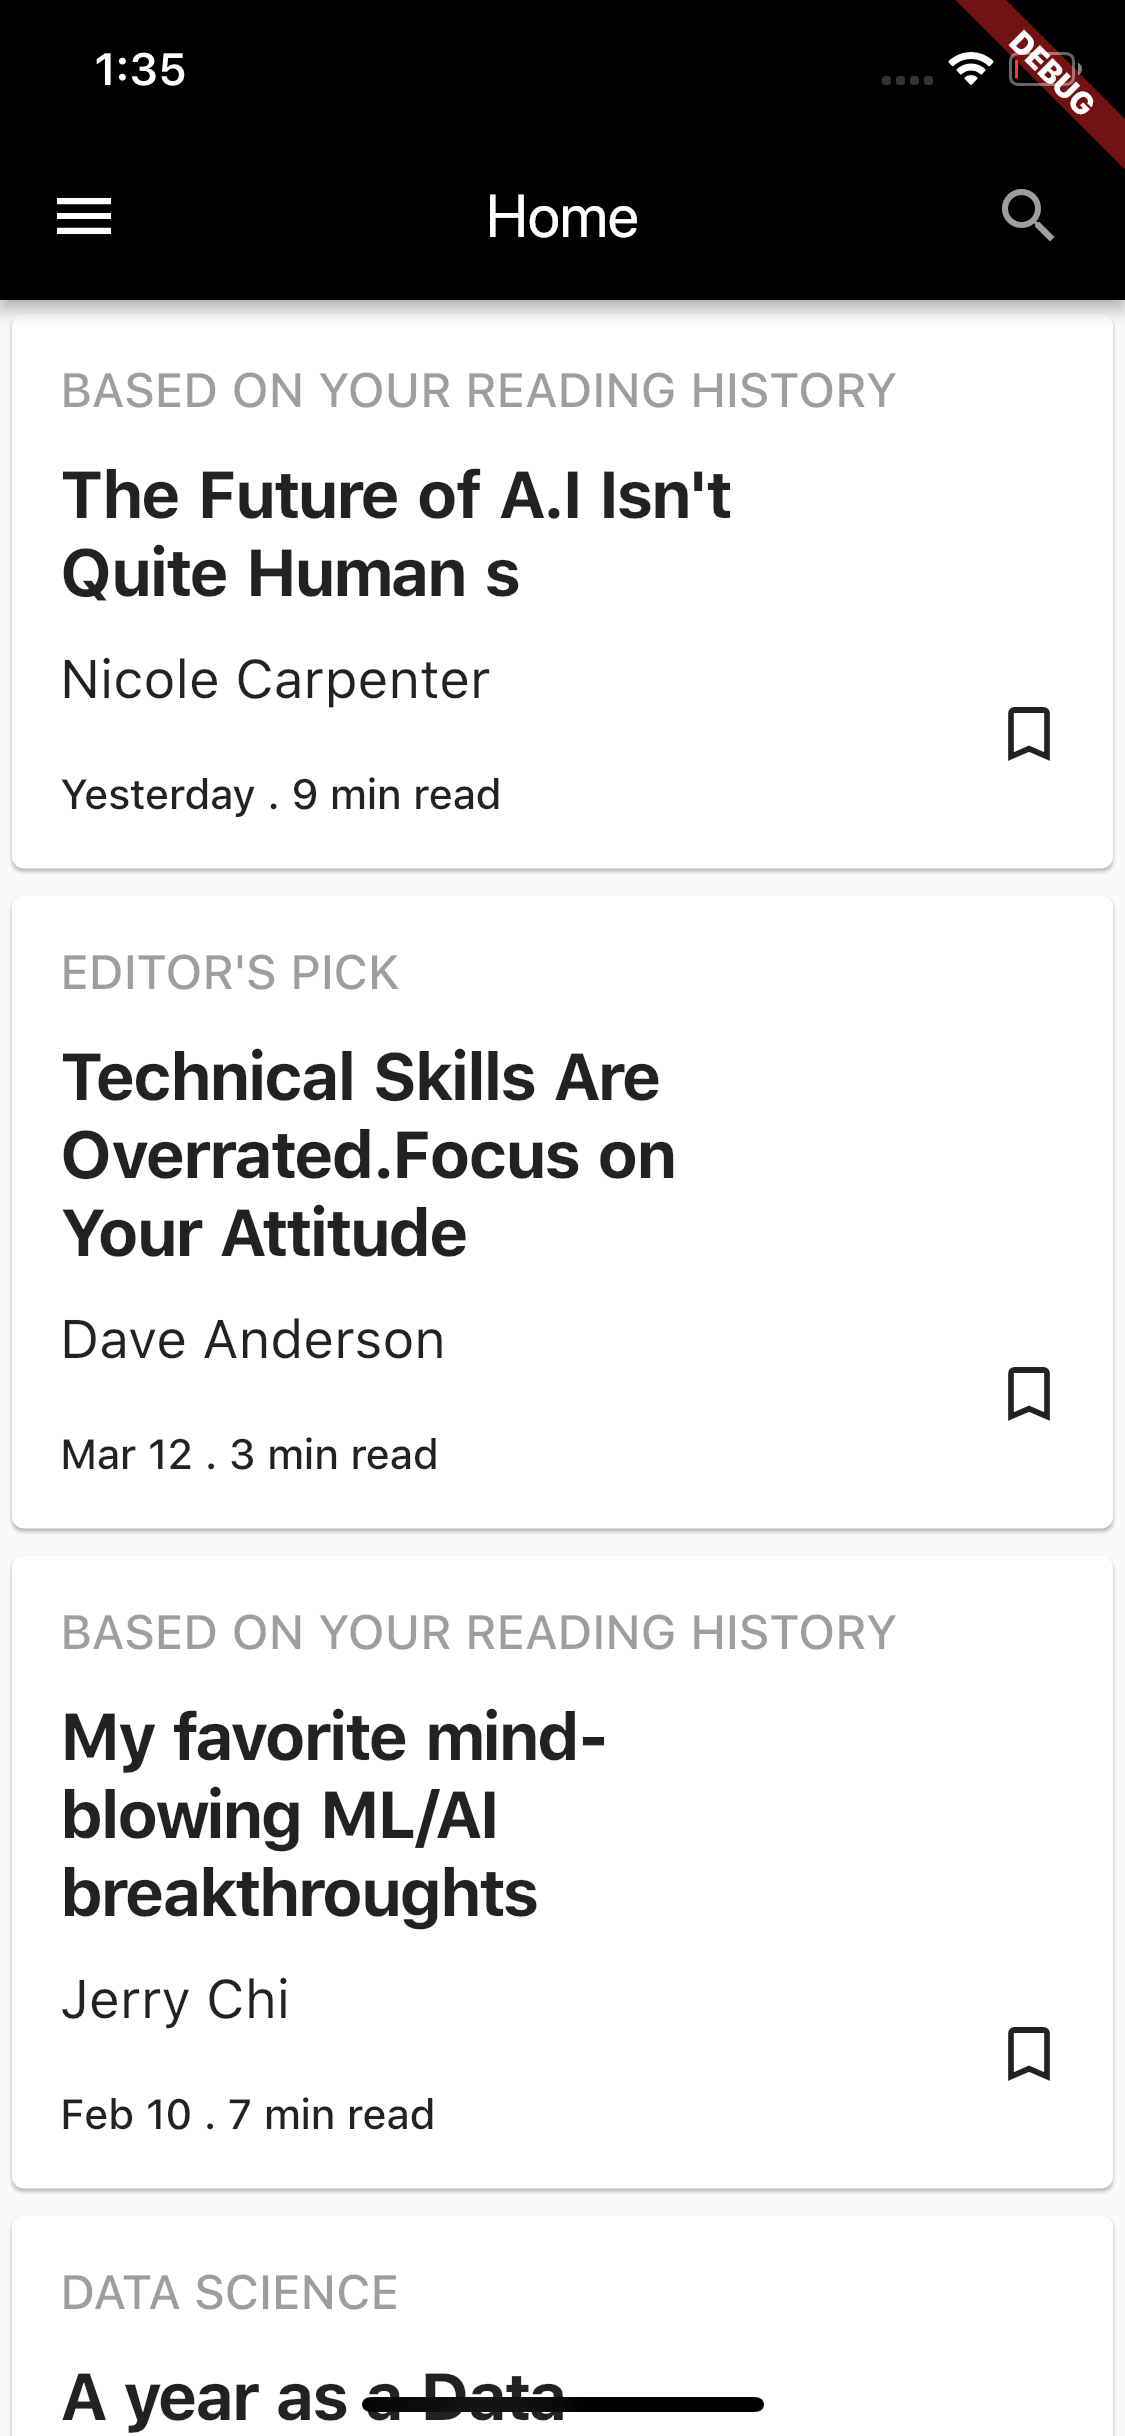 1:35
DEBUG
Home
BASED ON YOUR READING HISTORY
The Future of A.I Isn't
Quite Human s
Nicole Carpenter
Yesterday . 9 min read
EDITOR'S PICK
Technical Skills Are
Overrated.Focus on
Your Attitude
Dave Anderson
Mar 12 . 3 min read
BASED ON YOUR READING HISTORY
My favorite mind-
blowing ML/AI
breakthroughts
Jerry Chi
Feb 10 . 7 min read
DATA SCIENCE
A year as a Data